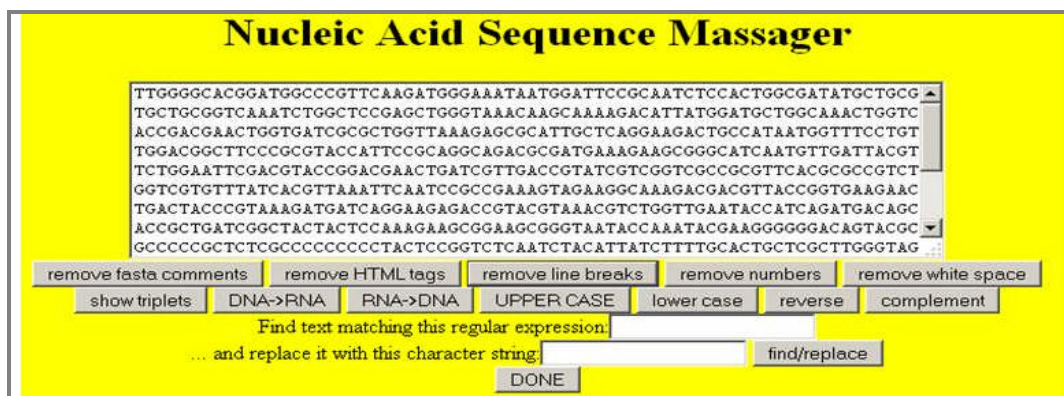 Nucleic Acid Sequence Massager
TTGGGGCACGGATGGCCCGTTCAAGATGGGAAATAATGGATTCCGCAATCTCCACTGGCGATATGCTGCG
TGCTGCGGTCAAATCTGGCTCCGAGCTGGGTAAACAAGCAAAAGACATTATGGATGCTGGCAAACTGGTC
ACCGACGAACTGGTGATCGCGCTGGTTAAAGAGCGCATTGCTCAGGAAGACTGCCATAATGGTTTCCTGT
TGGACGGCTTCCCGCGTACCATTCCGCAGGCAGACGCGATGAAAGAAGCGGGCATCAATGTTGATTACGT
TCTGGAATTCGACGTACCGGACGAACTGATCGTTGACCGTATCGTCGGTCGCCGCGTTCACGCGCCGTCT
GGTCGTGTTTATCACGTTAAATTCAATCCGCCGAAAGTAGAAGGCAAAGACGACGTTACCGGTGAAGAAC
TGACTACCCGTAAAGATGATCAGGAAGAGACCGTACGTAAACGTCTGGTTGAATACCATCAGATGACAGC
ACCGCTGATCGGCTACTACTCCAAAGAAGCGGAAGCGGGTAATACCAAATACGAAGGGGGGACAGTACGC
GCCCCCGCTCTCGCCCCCCCCCTACTCCGGTCTCAATCTACATTATCTTTTGCACTGCTCGCTTGGGTAG
remove fasta comments remove HTML tags remove line breaks remove numbers remove white space
show triplets DNA->RNA RNA->DNA UPPER CASE lower case reverse complement
Find text matching this regular expression:
... and replace it with this character string: find/replace
DONE